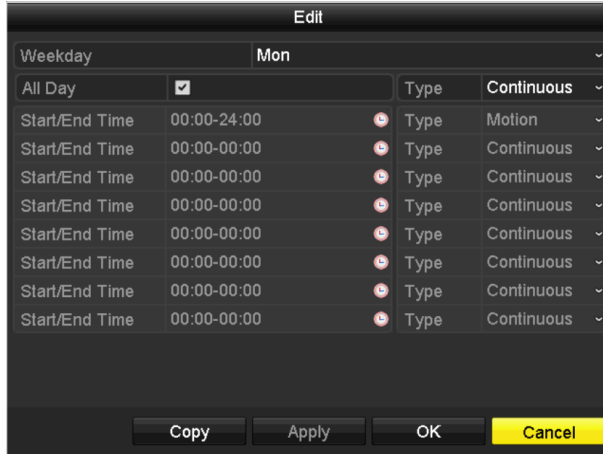 Edit
Weekday Mon
All Day Type Continuous
Start/End Time 00:00-24:00 Type Motion
Start/End Time 00:00-00:00 Type Continuous
Start/End Time 00:00-00:00 Type Continuous
Start/End Time 00:00-00:00 Type Continuous
Start/End Time 00:00-00:00 Type Continuous
Start/End Time 00:00-00:00 Type Continuous
Start/End Time 00:00-00:00 Type Continuous
Start/End Time 00:00-00:00 Type Continuous
Copy Apply OK Cancel